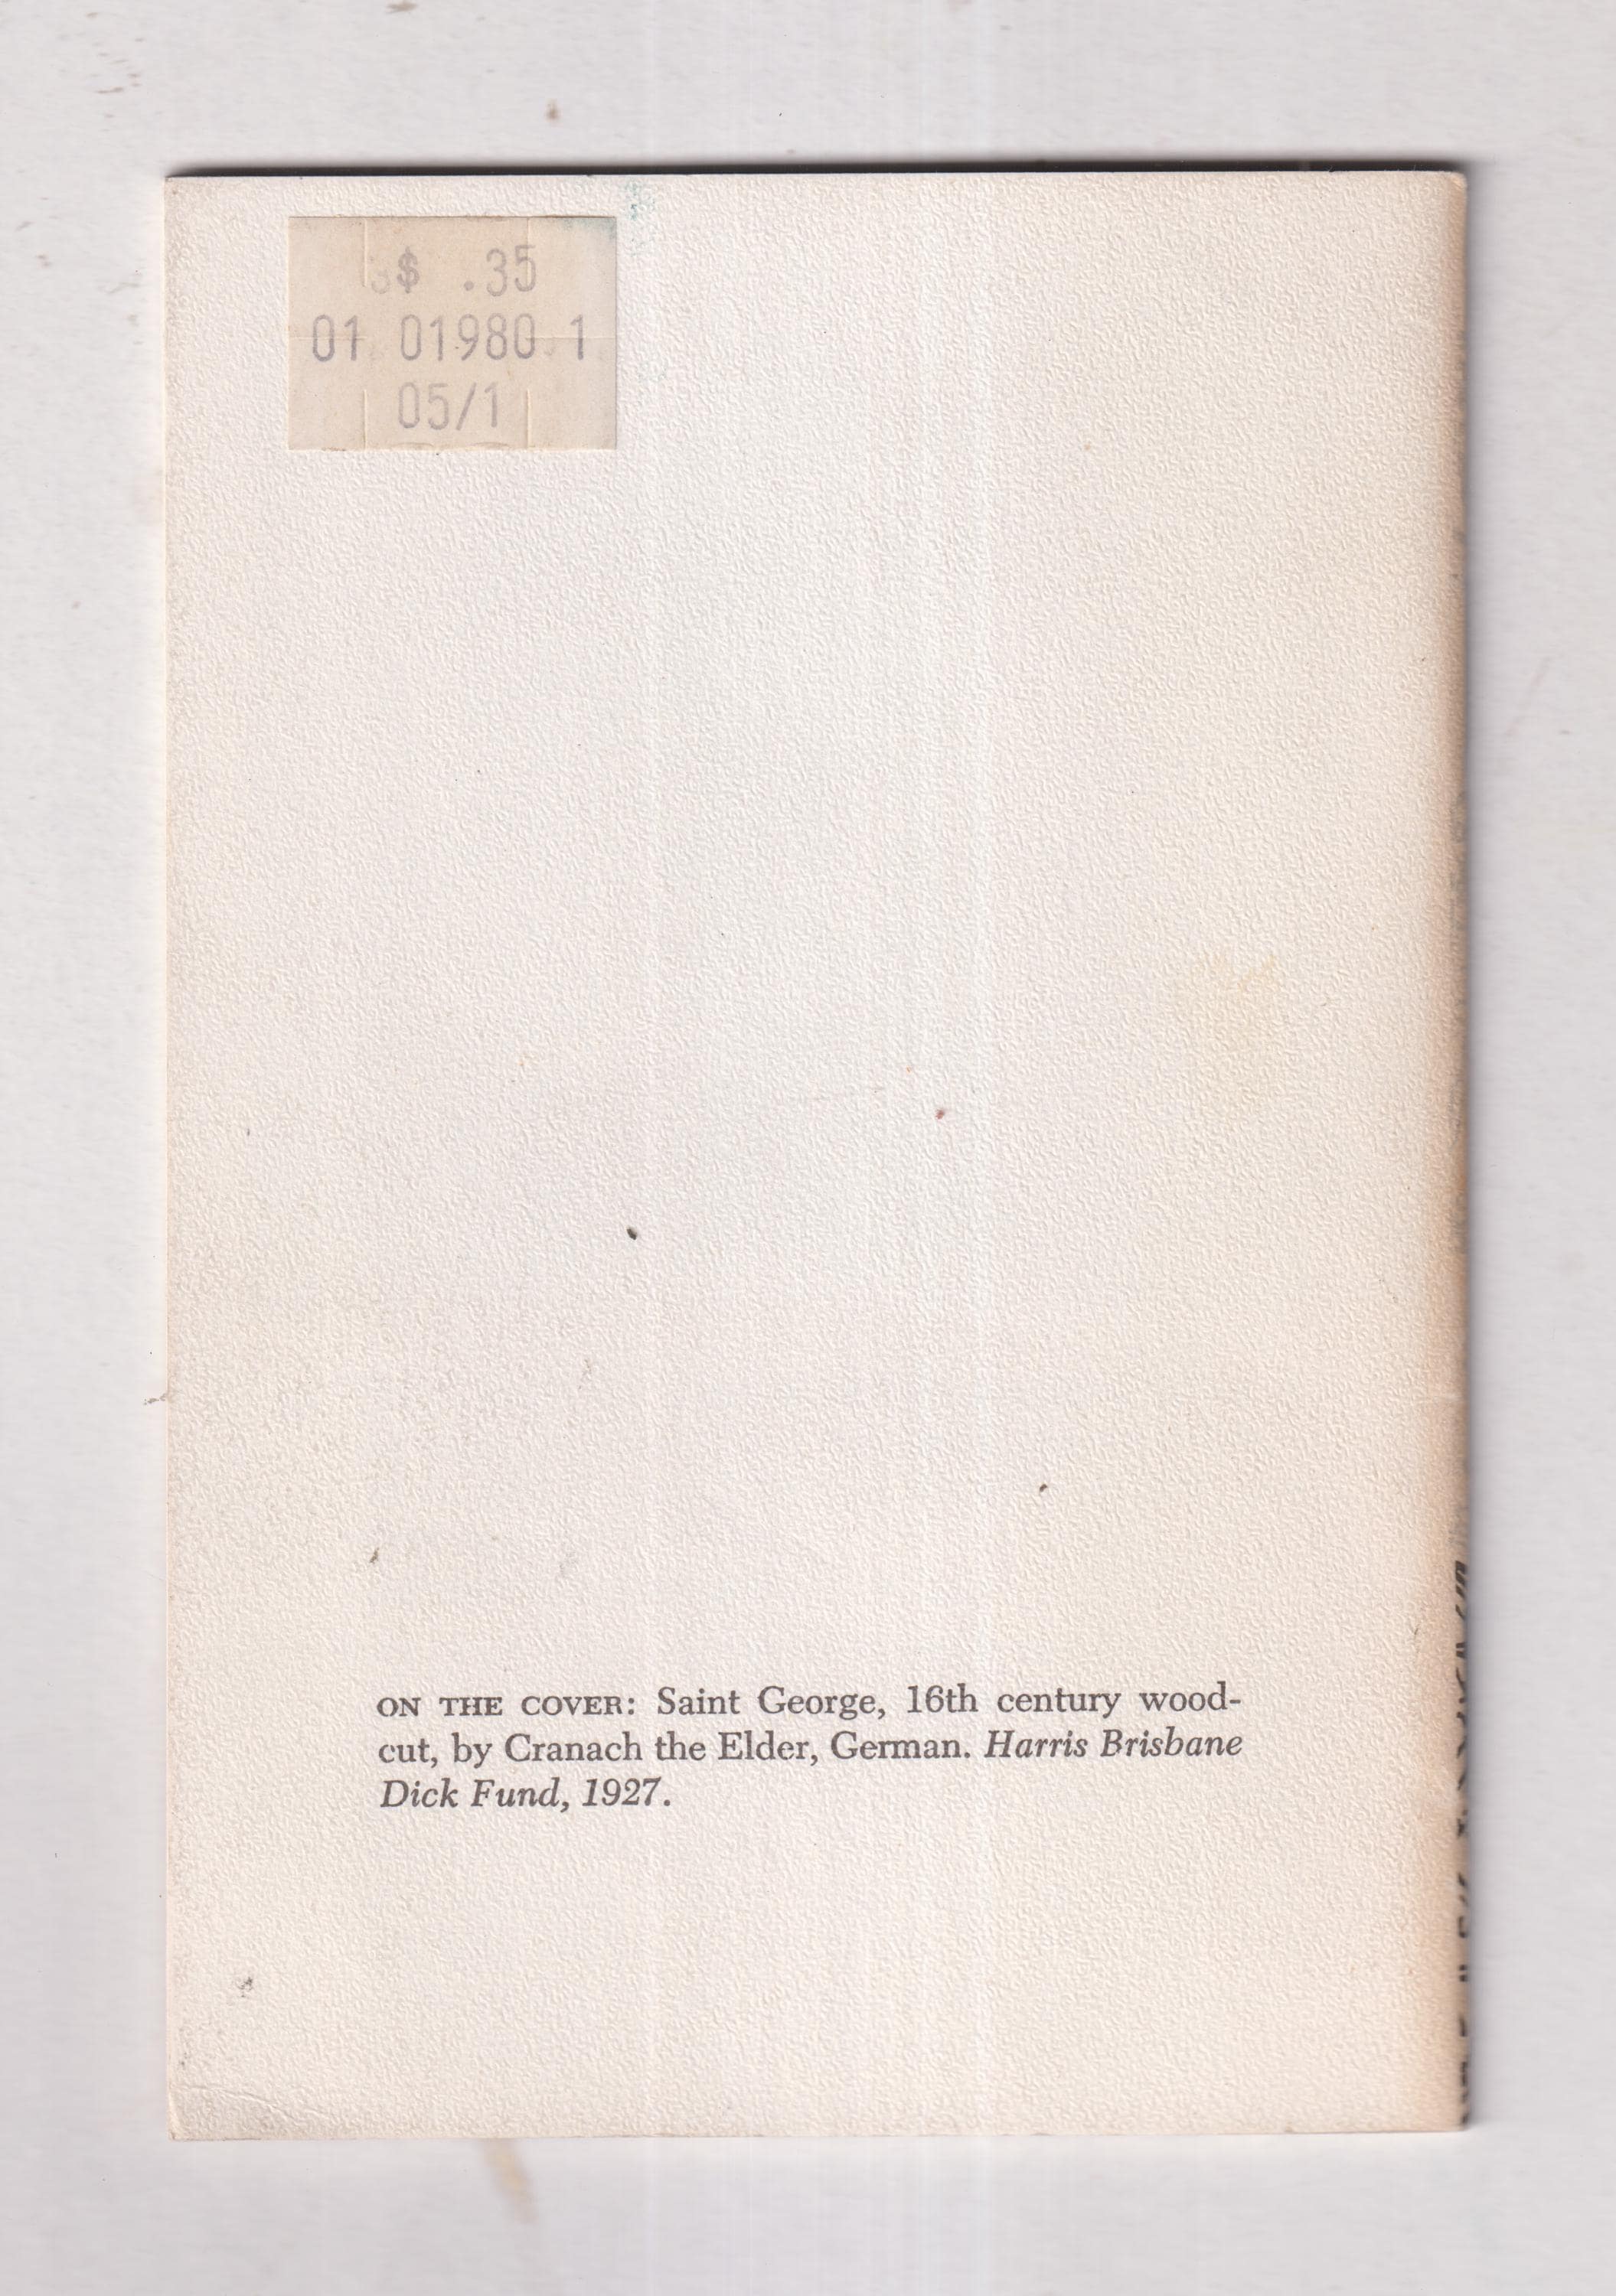 $ .35
01 01980 1
05/1
ON THE COVER: Saint George, 16th century wood-
cut, by Cranach the Elder, German. Harris Brisbane
Dick Fund, 1927.